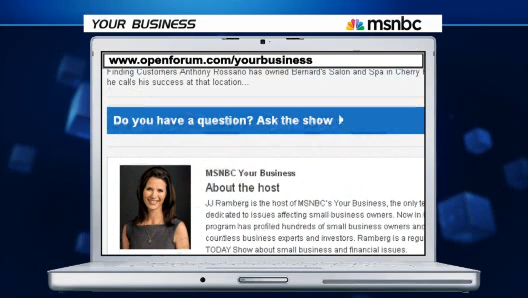 YOUR BUSINESS
msnbc
www.openforum.com/yourbusiness
Finding Customers Anthony Rossano has owned Bernard's Salon and Spa in Cherry
he calls his success at that location...
Do you have a question? Ask the show
MSNBC Your Business
About the host
JJ Ramberg is the host of MSNBC's Your Business, the only te
dedicated to issues affecting small business owners. Now in
program has profiled hundreds of small business owners and
countless business experts and investors. Ramberg is a regu
TODAY Show about small business and financial issues.